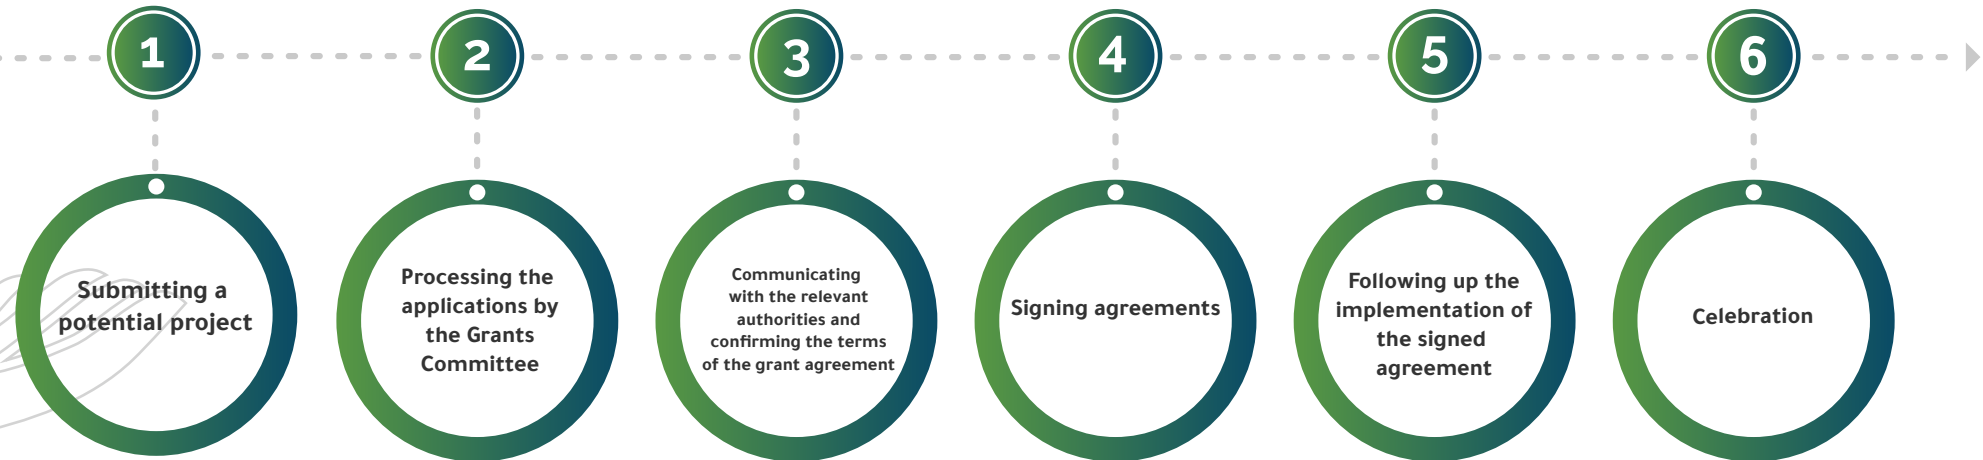 1
2
3
4
5
6
Submitting a
potential project
Processing the
applications by
the Grants
Committee
Communicating
with the relevant
authorities and
confirming the terms
of the grant agreement
Signing agreements
Following up the
implementation of
the signed
agreement
Celebration